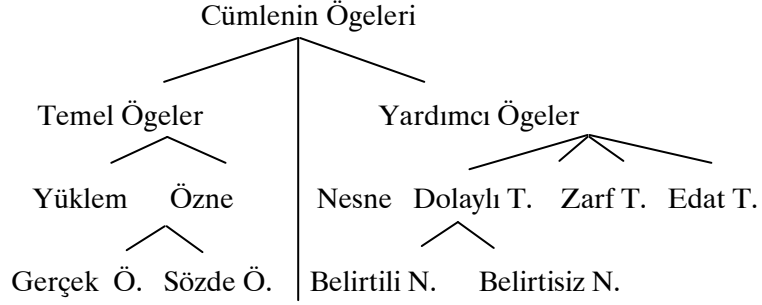 Cümlenin Ögeleri
Temel Ögeler Yardımcı Ögeler
Yüklem Özne Nesne Dolaylı T. Zarf T. Edat T.
Gerçek Ö. Sözde Ö. Belirtili N. Belirtisiz N.